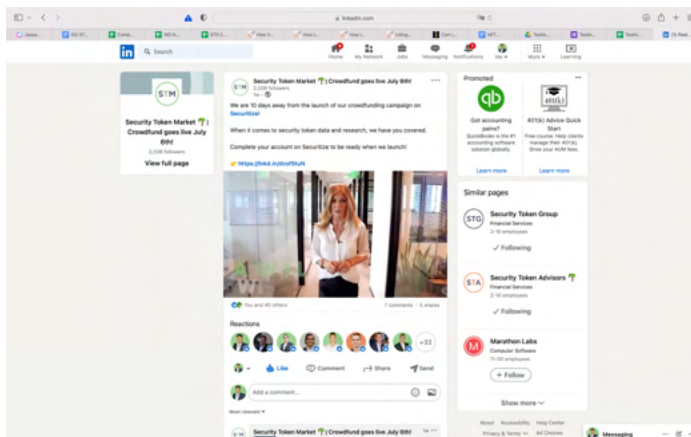 linkedin.com
in
Search
Home
My Network
Jobs
Messaging
Notifications
Me
Work
Learning
STM
Security Token Market 🌴 |
Crowdfund goes live July
6th!
2,338 followers
View full page
STM
Security Token Market 🌴 | Crowdfund goes live July 6th!
2,338 followers
1w
We are 10 days away from the launch of our crowdfunding campaign on
Securitize!
When it comes to security token data and research, we have you covered.
Complete your account on Securitize to be ready when we launch!
👉
You and 40 others
7 comments · 5 shares
Reactions
+33
Like
Comment
Share
Send
Add a comment...
Most relevant
STM
Security Token Market 🌴 | Crowdfund goes live July 6th!
1w
Promoted
qb
Got accounting
pains?
QuickBooks is the #1
accounting software
solution globally.
Learn more
401(k)
401(k) Advice Quick
Start
Free course. Help clients
manage their 401(k).
Grow your AUM fees.
Learn more
Similar pages
STG
Security Token Group
Financial Services
2-10 employees
✓ Following
STA
Security Token Advisors 🌴
Financial Services
2-10 employees
✓ Following
M
Marathon Labs
Computer Software
11-50 employees
+ Follow
Show more
About Accessibility Help Center
Privacy & Terms Ad Choices
Messaging